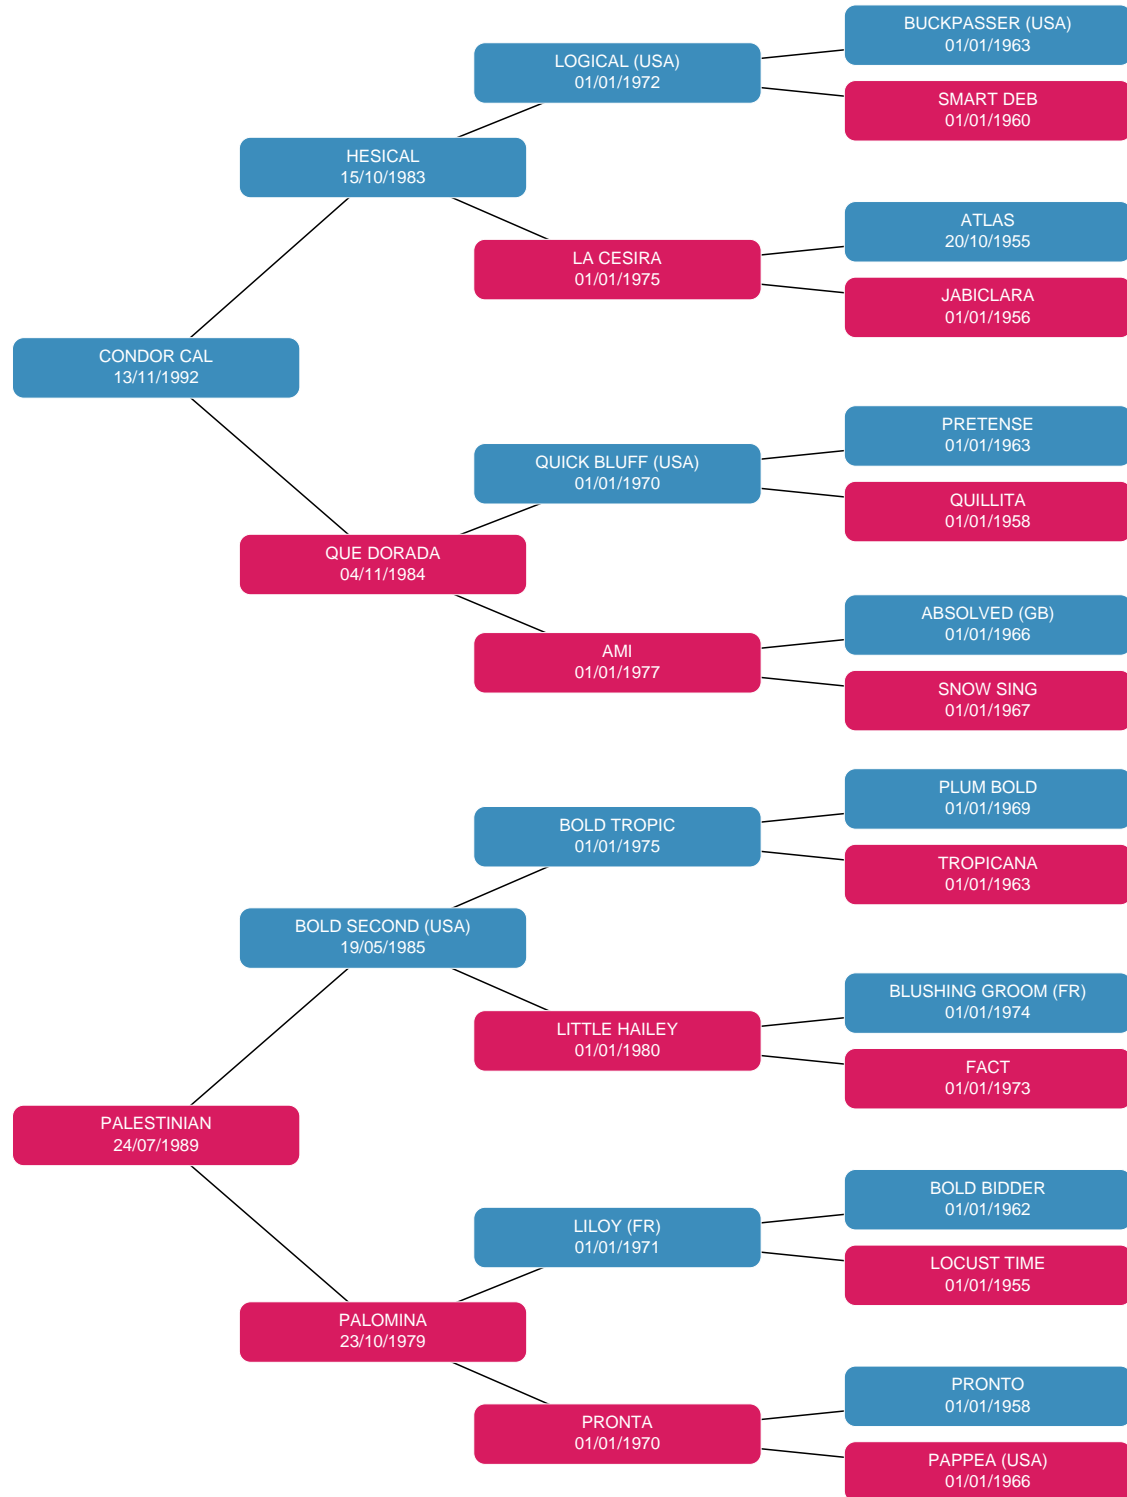 BUCKPASSER (USA)
01/01/1963
LOGICAL (USA)
01/01/1972
SMART DEB
01/01/1960
HESICAL
15/10/1983
ATLAS
20/10/1955
LA CESIRA
01/01/1975
JABICLARA
01/01/1956
CONDOR CAL
13/11/1992
PRETENSE
01/01/1963
QUICK BLUFF (USA)
01/01/1970
QUILLITA
01/01/1958
QUE DORADA
04/11/1984
ABSOLVED (GB)
01/01/1966
AMI
01/01/1977
SNOW SING
01/01/1967
PLUM BOLD
01/01/1969
BOLD TROPIC
01/01/1975
TROPICANA
01/01/1963
BOLD SECOND (USA)
19/05/1985
BLUSHING GROOM (FR)
01/01/1974
LITTLE HAILEY
01/01/1980
FACT
01/01/1973
PALESTINIAN
24/07/1989
BOLD BIDDER
01/01/1962
LILOY (FR)
01/01/1971
LOCUST TIME
01/01/1955
PALOMINA
23/10/1979
PRONTO
01/01/1958
PRONTA
01/01/1970
PAPPEA (USA)
01/01/1966